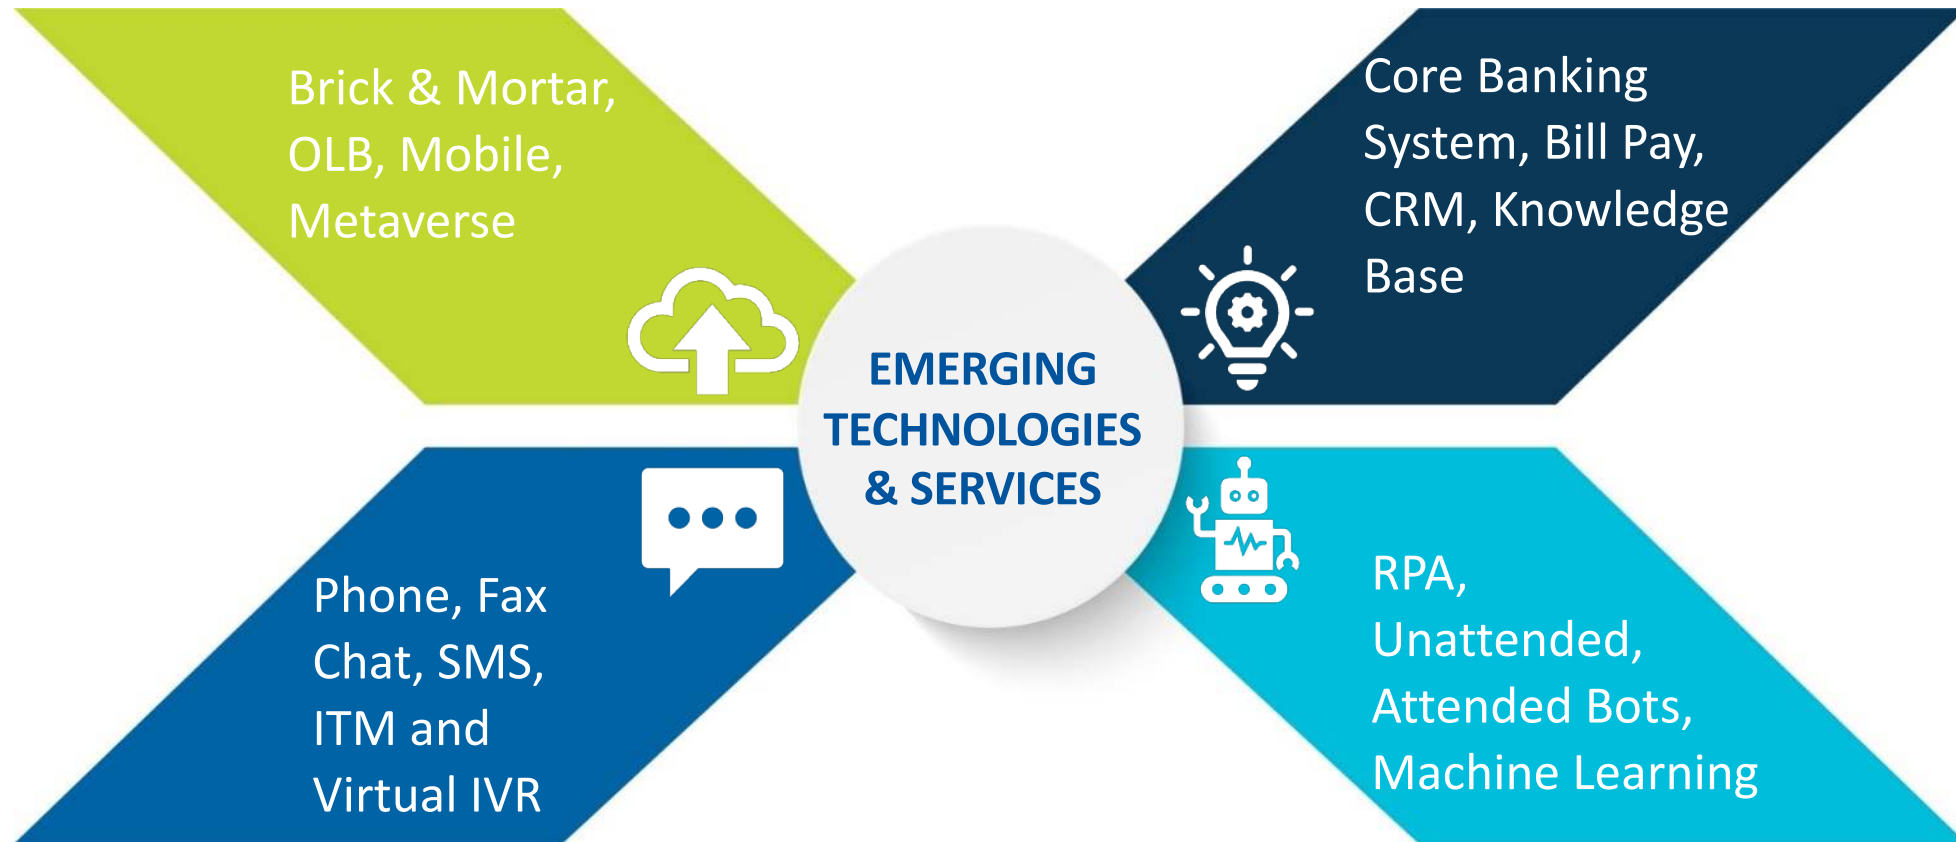 Brick & Mortar,
OLB, Mobile,
Metaverse
Core Banking
System, Bill Pay,
CRM, Knowledge
Base
EMERGING
TECHNOLOGIES
& SERVICES
Phone, Fax
Chat, SMS,
ITM and
Virtual IVR
RPA,
Unattended,
Attended Bots,
Machine Learning